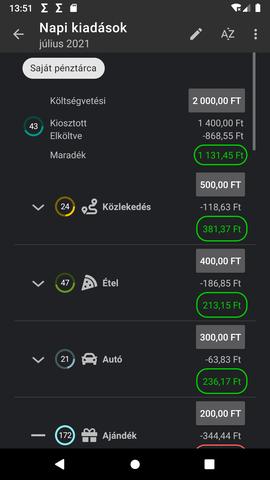 13:51
Napi kiadások
július 2021
Saját pénztárca
Költségvetési 2 000,00 FT
43
Kiosztott 1 400,00 Ft
Elköltve -868,55 Ft
Maradék 1 131,45 Ft
500,00 FT
24 Közlekedés -118,63 Ft
381,37 Ft
400,00 FT
47 Étel -186,85 Ft
213,15 Ft
300,00 FT
21 Autó -63,83 Ft
236,17 Ft
200,00 FT
172 Ajándék -344,44 Ft